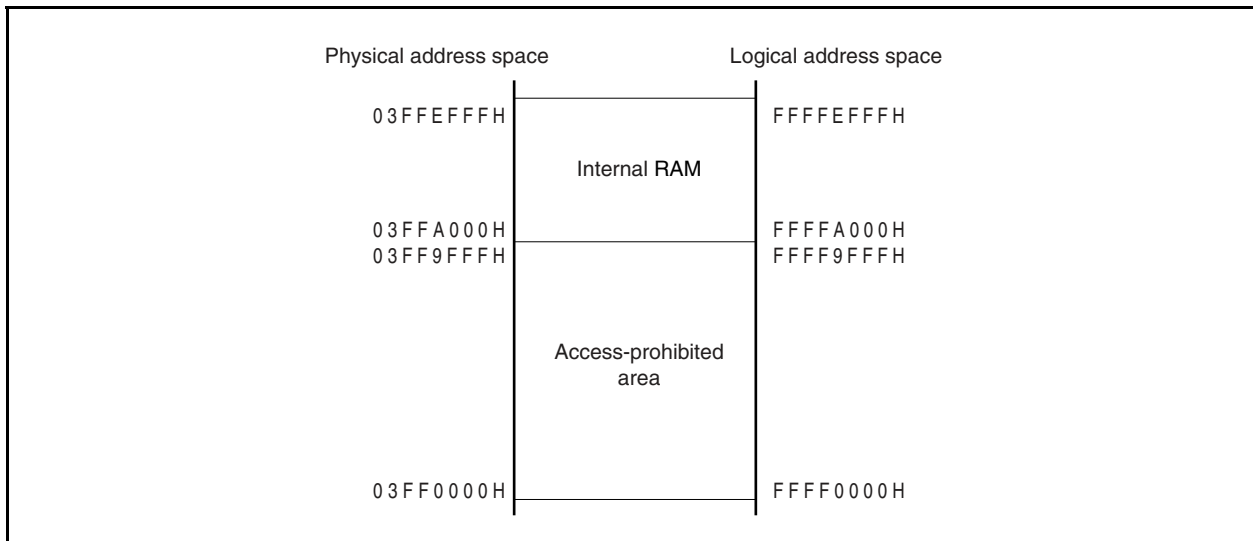 Physical address space Logical address space
03FFEFFFH FFFFEFFFH
Internal RAM
03FFA000H FFFFA000H
03FF9FFFH FFFF9FFFH
Access-prohibited
area
03FF0000H FFFF0000H